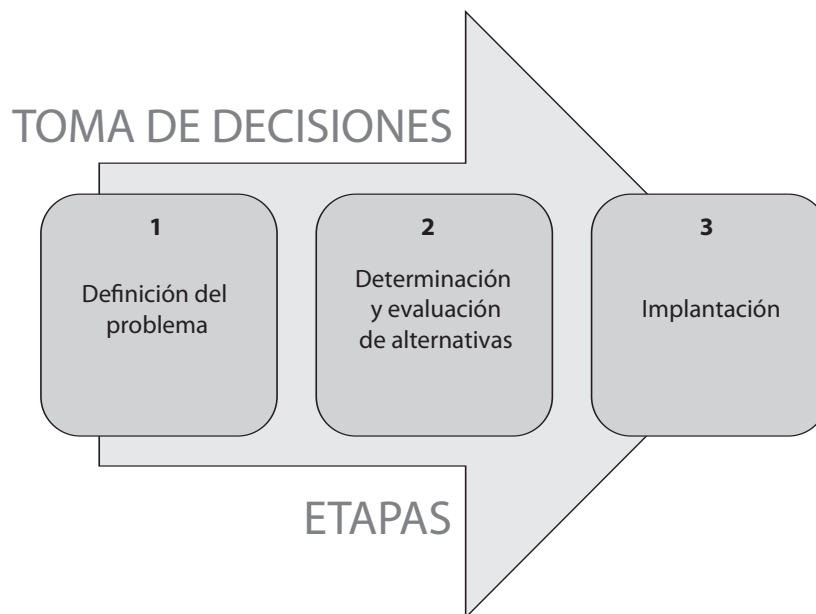 TOMA DE DECISIONES
1
Definición del
problema
2
Determinación
y evaluación
de alternativas
3
Implantación
ETAPAS